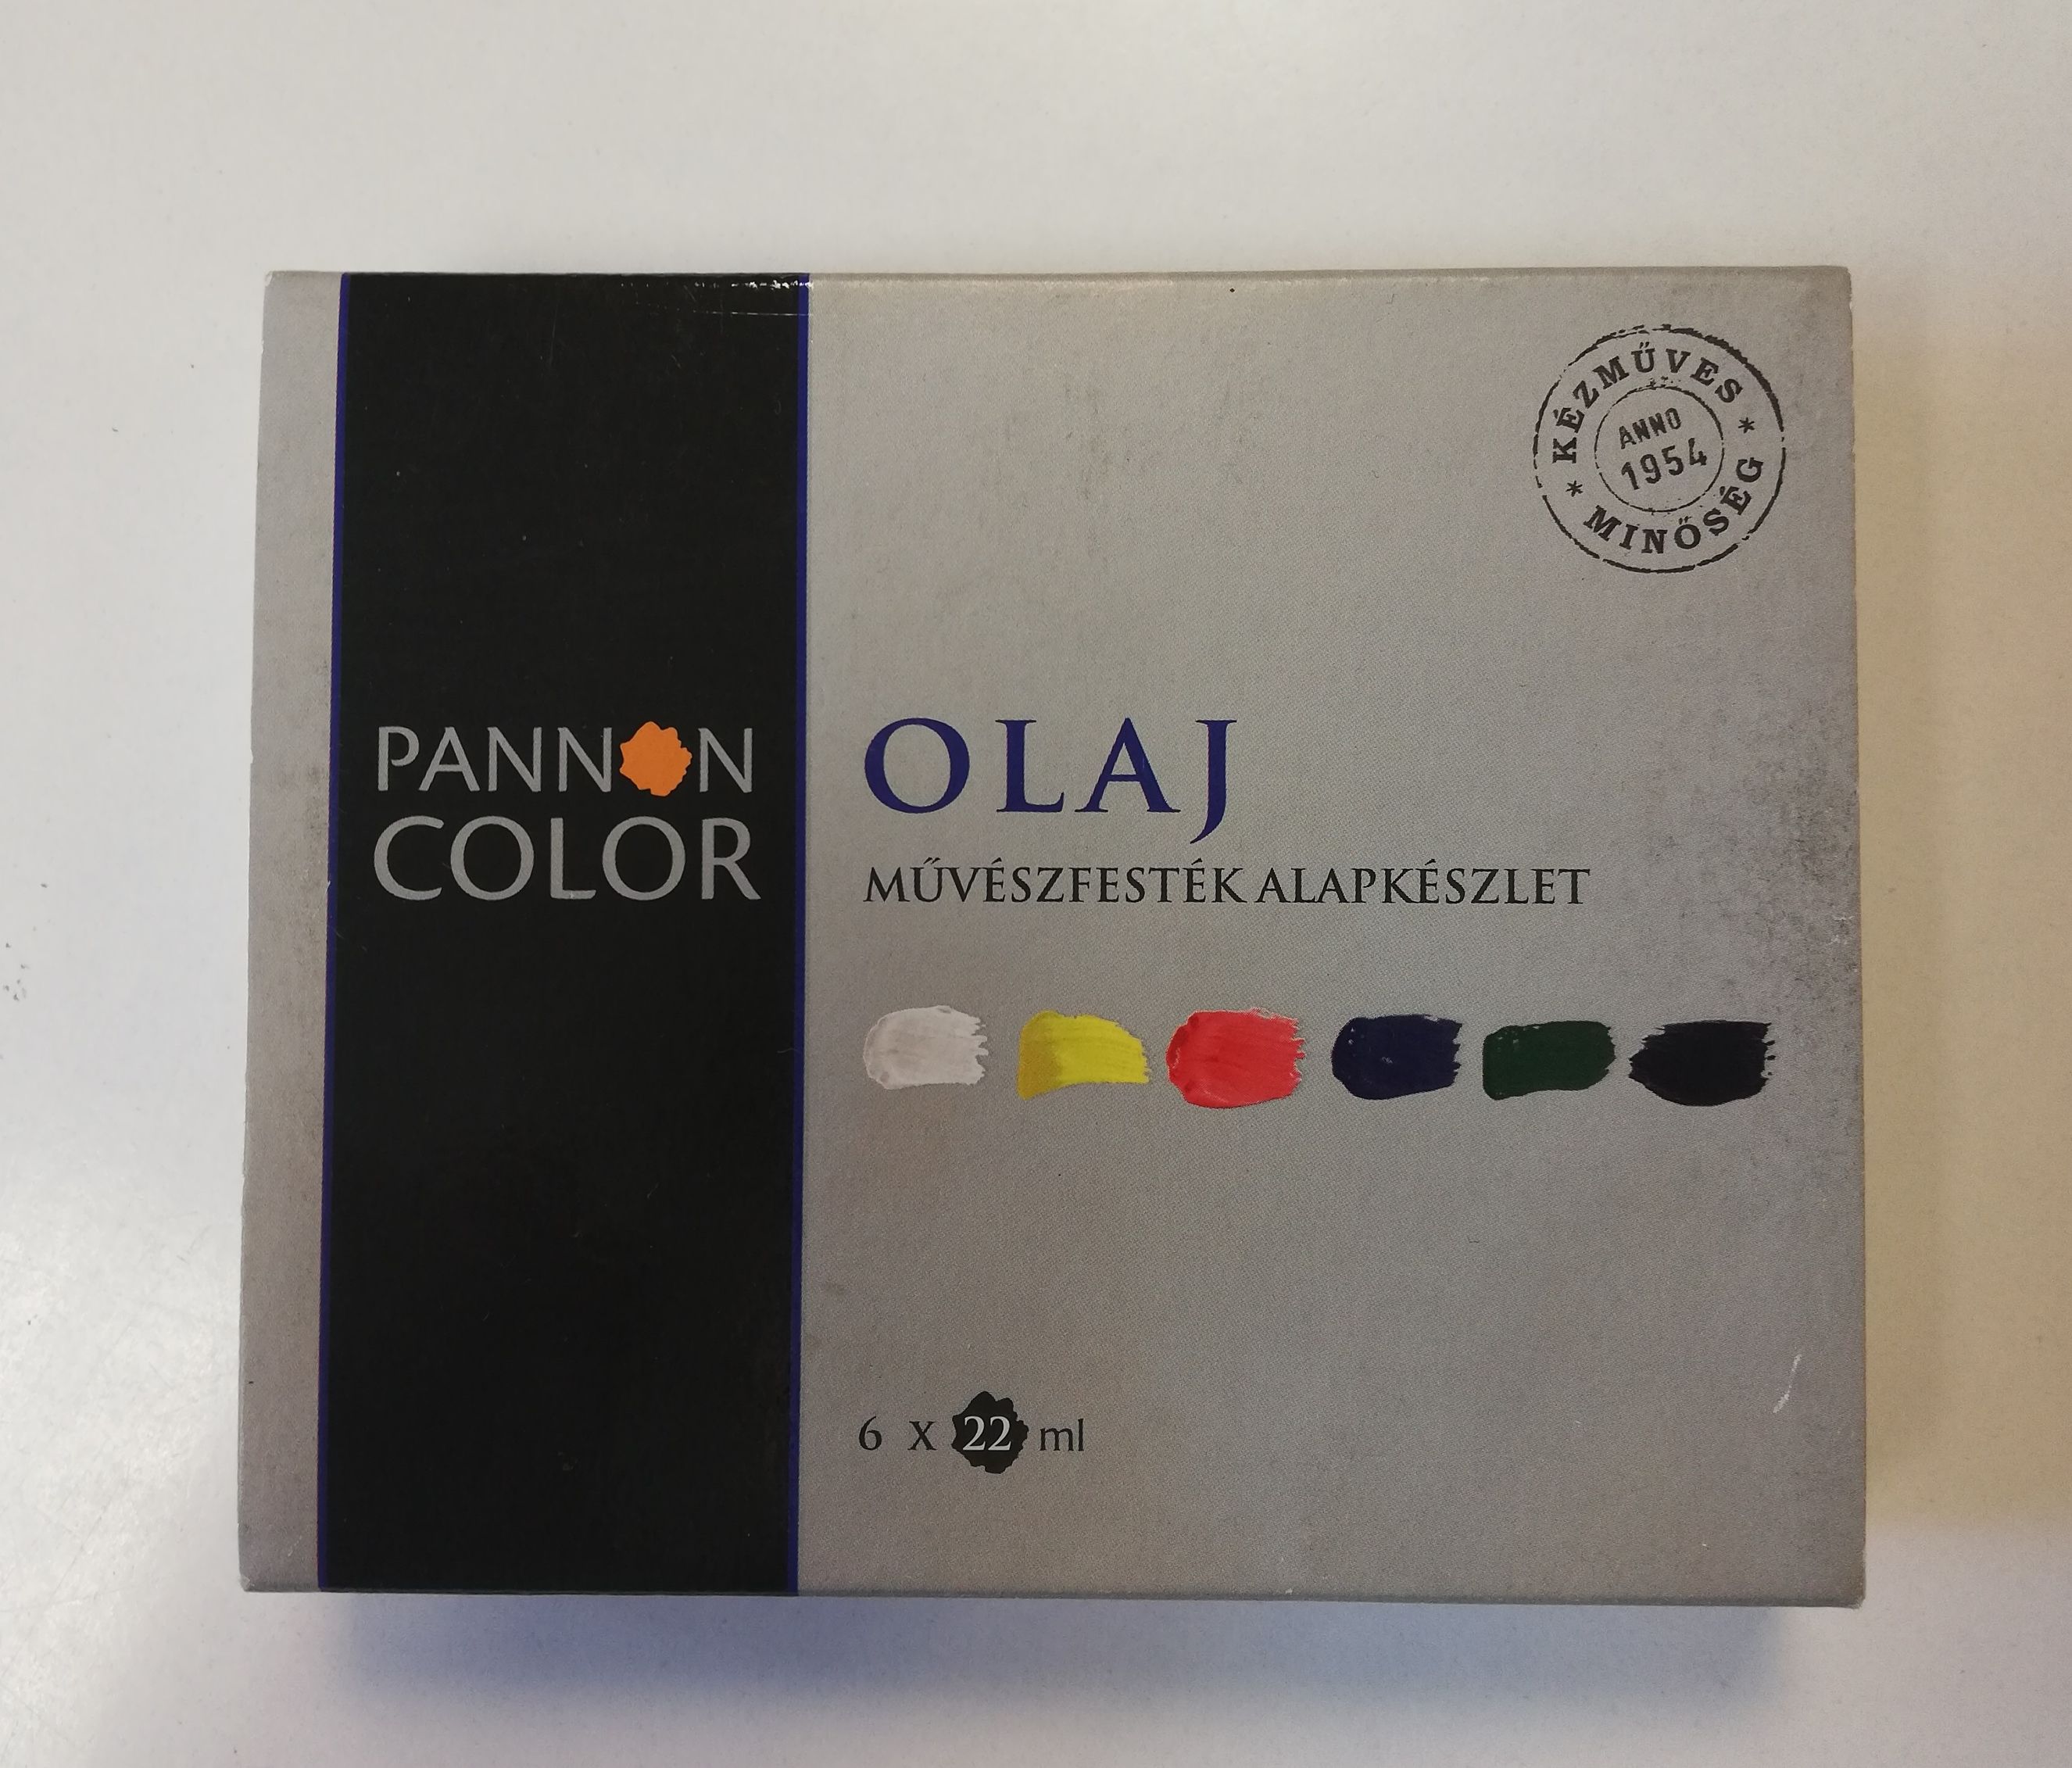 KÉZMŰVES
ANNO
1954
MINŐSÉG
PANNON
COLOR
OLAJ
MŰVÉSZFESTÉK ALAPKÉSZLET
6 x 22 ml